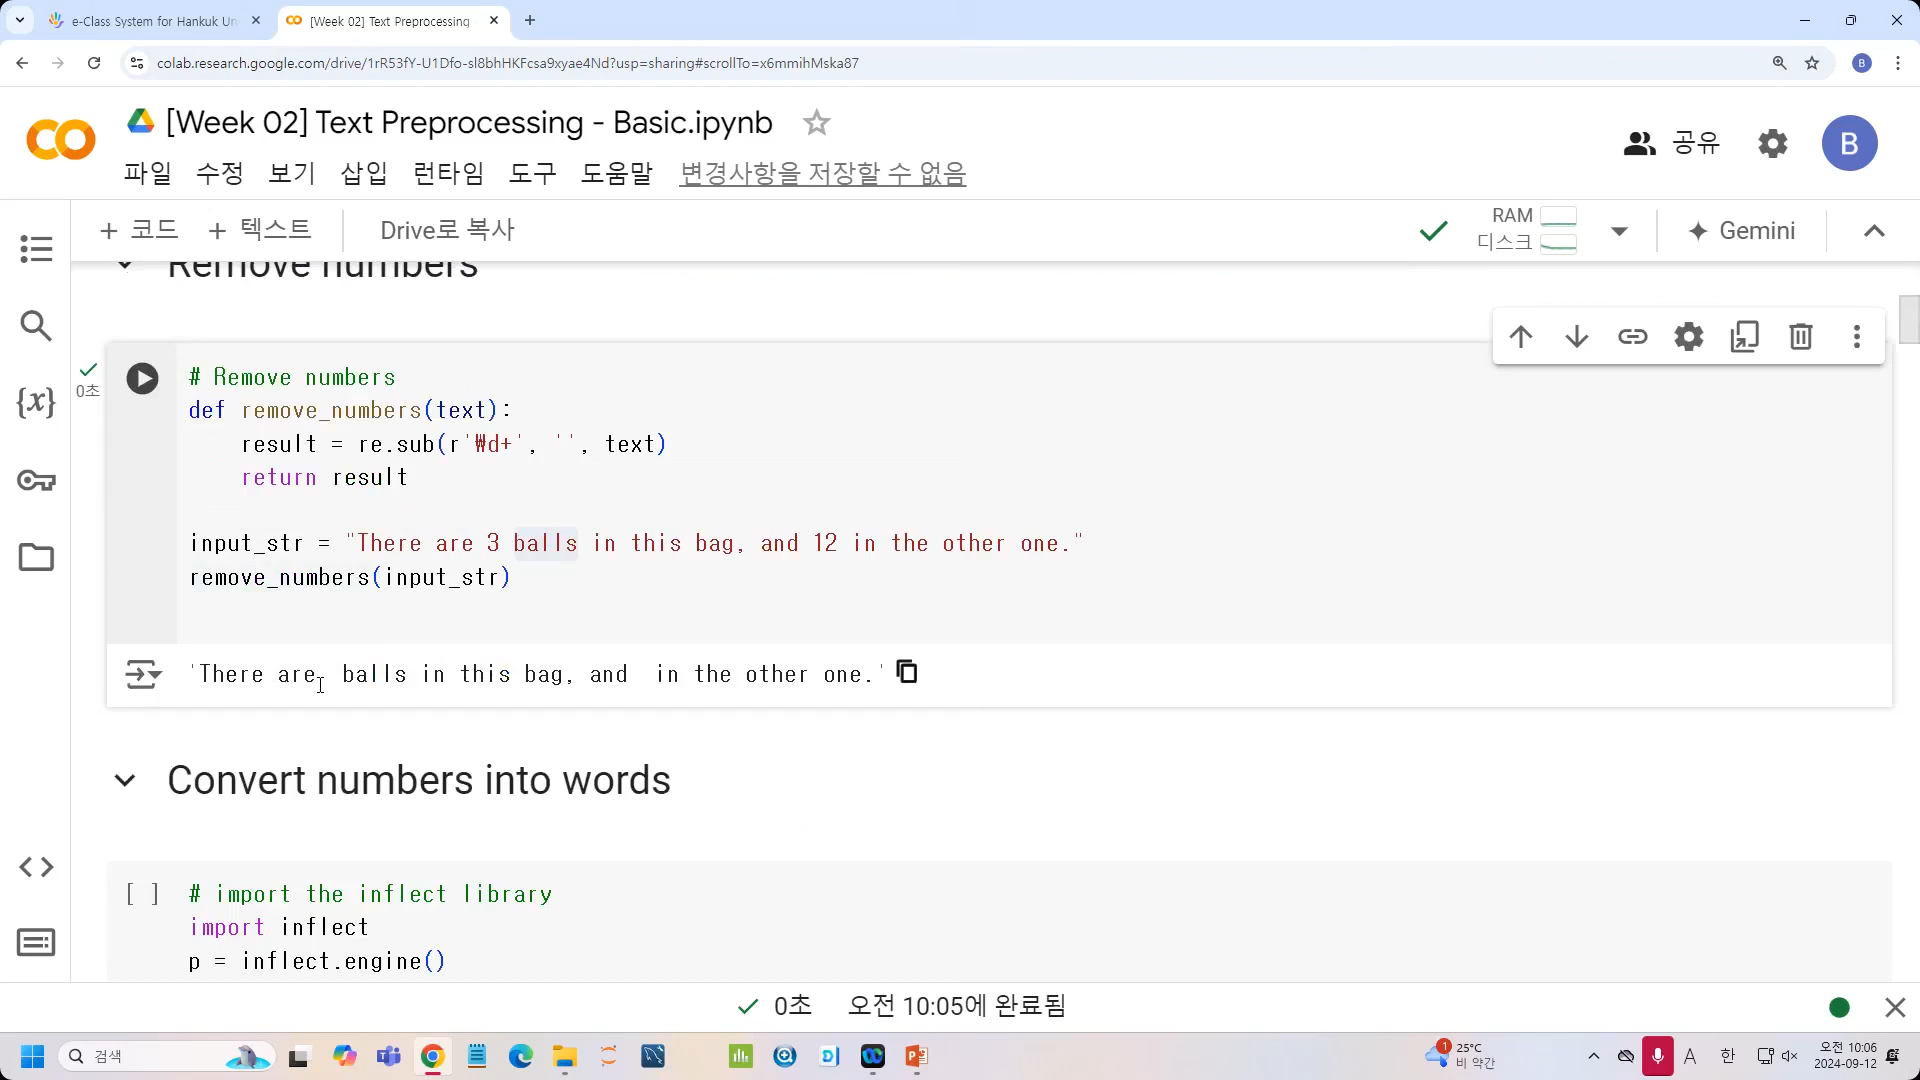 e-Class System for Hankuk Un
[Week 02] Text Preprocessing
colab.research.google.com/drive/1rR53fY-U1Dfo-sl8bhHKFcsa9xyae4Nd?usp=sharing#scrollTo=x6mmihMska87
B
[Week 02] Text Preprocessing - Basic.ipynb
공유
B
파일 수정 보기 삽입 런타임 도구 도움말 변경사항을 저장할 수 없음
+ 코드 + 텍스트 Drive로 복사
RAM
디스크
Gemini
Remove numbers
0초
# Remove numbers
def remove_numbers(text):
    result = re.sub(r'₩d+', '', text)
    return result
input_str = "There are 3 balls in this bag, and 12 in the other one."
remove_numbers(input_str)
'There are  balls in this bag, and  in the other one.'
Convert numbers into words
[ ] # import the inflect library
import inflect
p = inflect.engine()
0초 오전 10:05에 완료됨
검색
1
25°C
비 약간
A
한
오전 10:06
2024-09-12